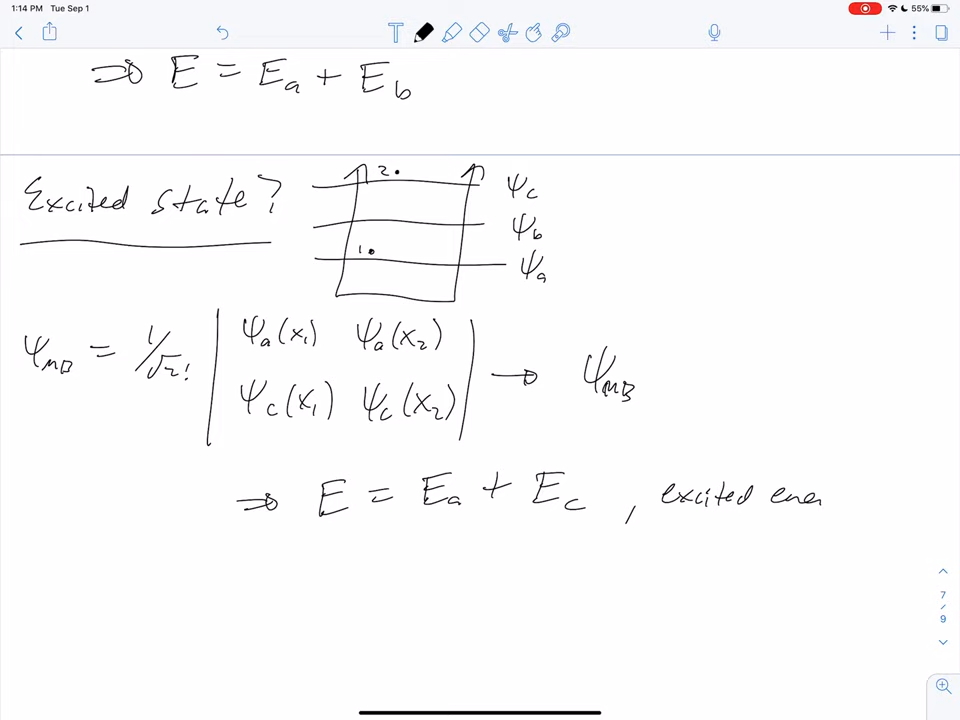 1:14 PM Tue Sep 1
55%
⇒ E = Ea + Eb
Excited state?
2.
ψc
ψb
1.
ψa
ψMB = 1/√2! | ψa(x1) ψa(x2) | → ψMB
| ψc(x1) ψc(x2) |
⇒ E = Ea + Ec , excited ener
7
/
9